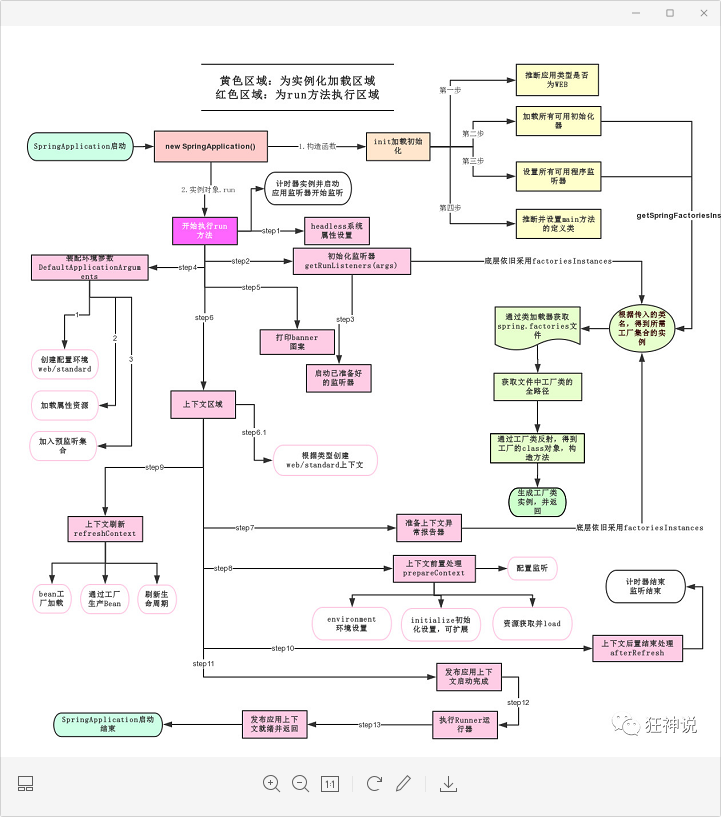 黄色区域：为实例化加载区域
红色区域：为run方法执行区域
推断应用类型是否
为WEB
第一步
加载所有可用初始化
器
第二步
SpringApplication启动
new SpringApplication()
1.构造函数
init加载初始
化
第三步
设置所有可用程序监
听器
2.实例对象.run
计时器实例并启动
应用监听器开始监听
第四步
推断并设置main方法
的定义类
getSpringFactoriesIns
开始执行run
方法
step1
headless系统
属性设置
装配环境参数
DefaultApplicationArgum
ents
step4
step2
初始化监听器
getRunListeners(args)
底层依旧采用factoriesInstances
step5
1
2
3
step6
step3
打印banner
图案
通过类加载器获取
spring.factories文
件
根据传入的类
名，得到所需
工厂集合的实
例
创建配置环境
web/standard
启动已准备好
的监听器
获取文件中工厂类的
全路径
加载属性资源
上下文区域
加入预监听集
合
step6.1
根据类型创建
web/standard上下文
通过工厂类反射，得到
工厂的class对象，构
造方法
step9
生成工厂类
实例，并返
回
上下文刷新
refreshContext
step7
准备上下文异
常报告器
底层依旧采用factoriesInstances
step8
上下文前置处理
prepareContext
配置监听
bean工
厂加载
通过工厂
生产Bean
刷新生
命周期
计时器结束
监听结束
environment
环境设置
initialize初始
化设置，可扩展
资源获取并load
step10
上下文后置结束处理
afterRefresh
step11
发布应用上下
文启动完成
step12
SpringApplication启动
结束
发布应用上下
文就绪并返回
step13
执行Runner运
行器
狂神说
1:1